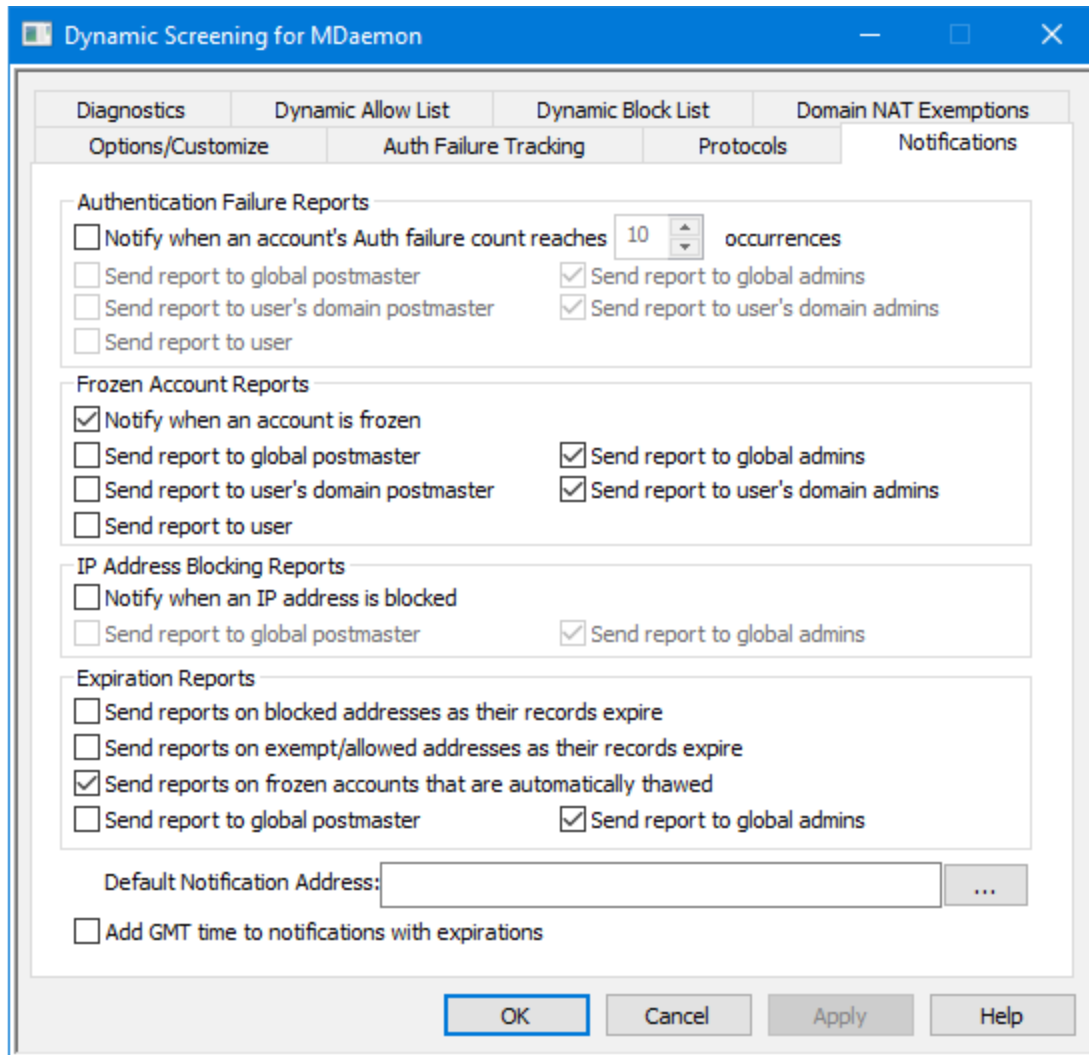 Dynamic Screening for MDaemon
Diagnostics Dynamic Allow List Dynamic Block List Domain NAT Exemptions
Options/Customize Auth Failure Tracking Protocols Notifications
Authentication Failure Reports
Notify when an account's Auth failure count reaches 10 occurrences
Send report to global postmaster Send report to global admins
Send report to user's domain postmaster Send report to user's domain admins
Send report to user
Frozen Account Reports
Notify when an account is frozen
Send report to global postmaster Send report to global admins
Send report to user's domain postmaster Send report to user's domain admins
Send report to user
IP Address Blocking Reports
Notify when an IP address is blocked
Send report to global postmaster Send report to global admins
Expiration Reports
Send reports on blocked addresses as their records expire
Send reports on exempt/allowed addresses as their records expire
Send reports on frozen accounts that are automatically thawed
Send report to global postmaster Send report to global admins
Default Notification Address: ...
Add GMT time to notifications with expirations
OK Cancel Apply Help